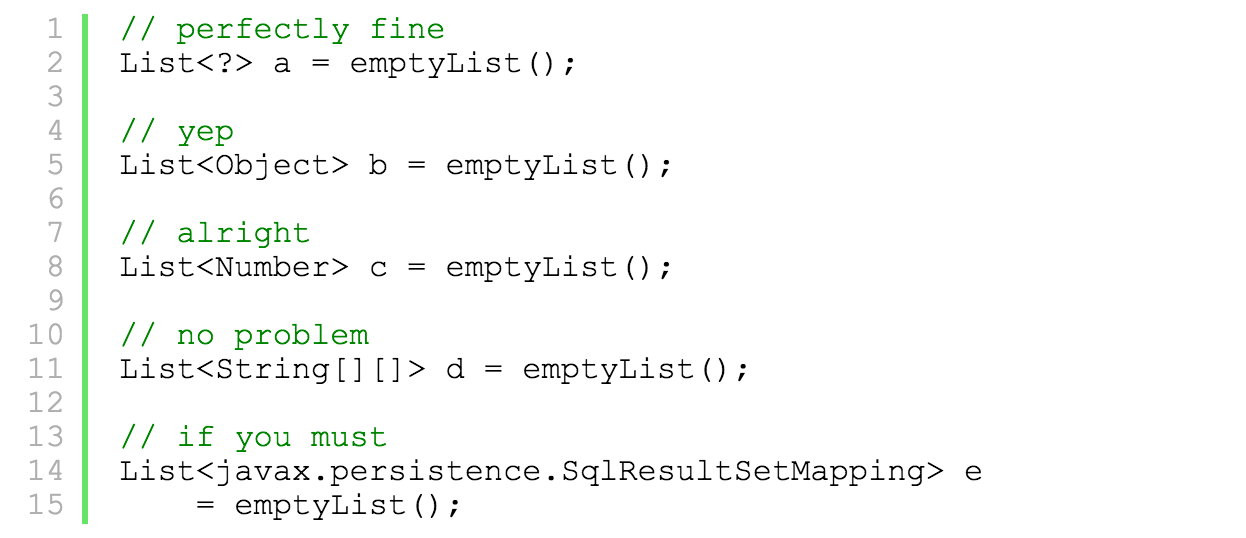 1 // perfectly fine
2 List<?> a = emptyList();
3
4 // yep
5 List<Object> b = emptyList();
6
7 // alright
8 List<Number> c = emptyList();
9
10 // no problem
11 List<String[][]> d = emptyList();
12
13 // if you must
14 List<javax.persistence.SqlResultSetMapping> e
15     = emptyList();